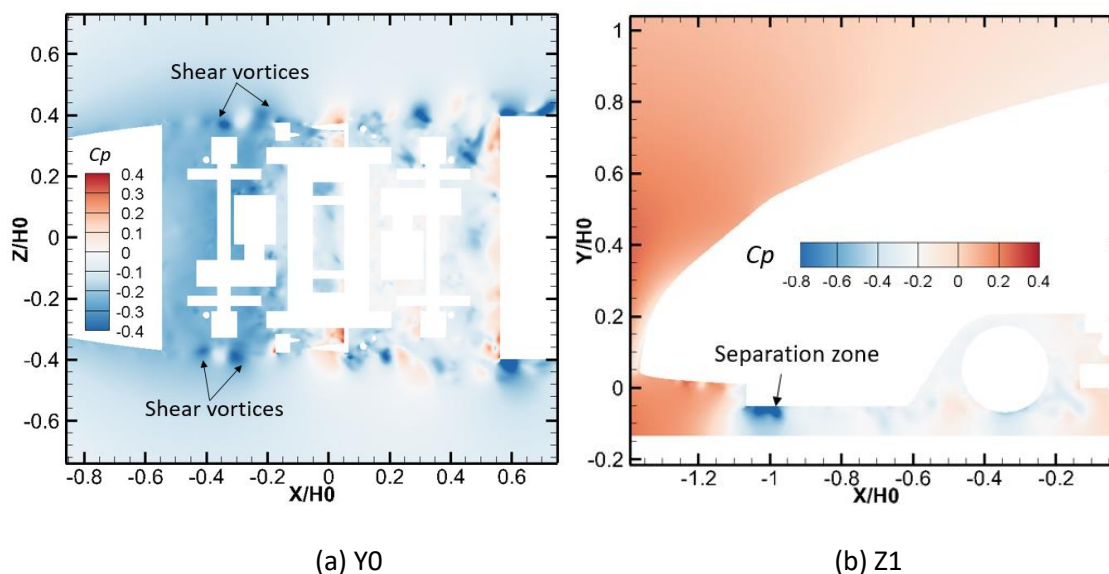 0.6
Shear vortices
0.4
Cp
0.4
0.3
0.2
0.1
0
-0.1
-0.2
-0.3
-0.4
0.2
Z/H0
0
-0.2
-0.4
Shear vortices
-0.6
-0.8 -0.6 -0.4 -0.2 0 0.2 0.4 0.6
X/H0
(a) Y0
1
0.8
0.6
Y/H0
0.4
Cp
-0.8 -0.6 -0.4 -0.2 0 0.2 0.4
0.2
Separation zone
0
-0.2
-1.2 -1 -0.8 -0.6 -0.4 -0.2
X/H0
(b) Z1